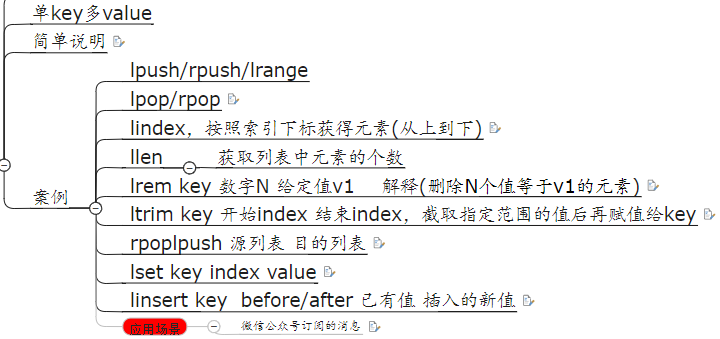 单key多value
简单说明
案例
lpush/rpush/lrange
lpop/rpop
lindex，按照索引下标获得元素(从上到下)
llen 获取列表中元素的个数
lrem key 数字N 给定值v1 解释(删除N个值等于v1的元素)
ltrim key 开始index 结束index，截取指定范围的值后再赋值给key
rpoplpush 源列表 目的列表
lset key index value
linsert key before/after 已有值 插入的新值
应用场景 微信公众号订阅的消息